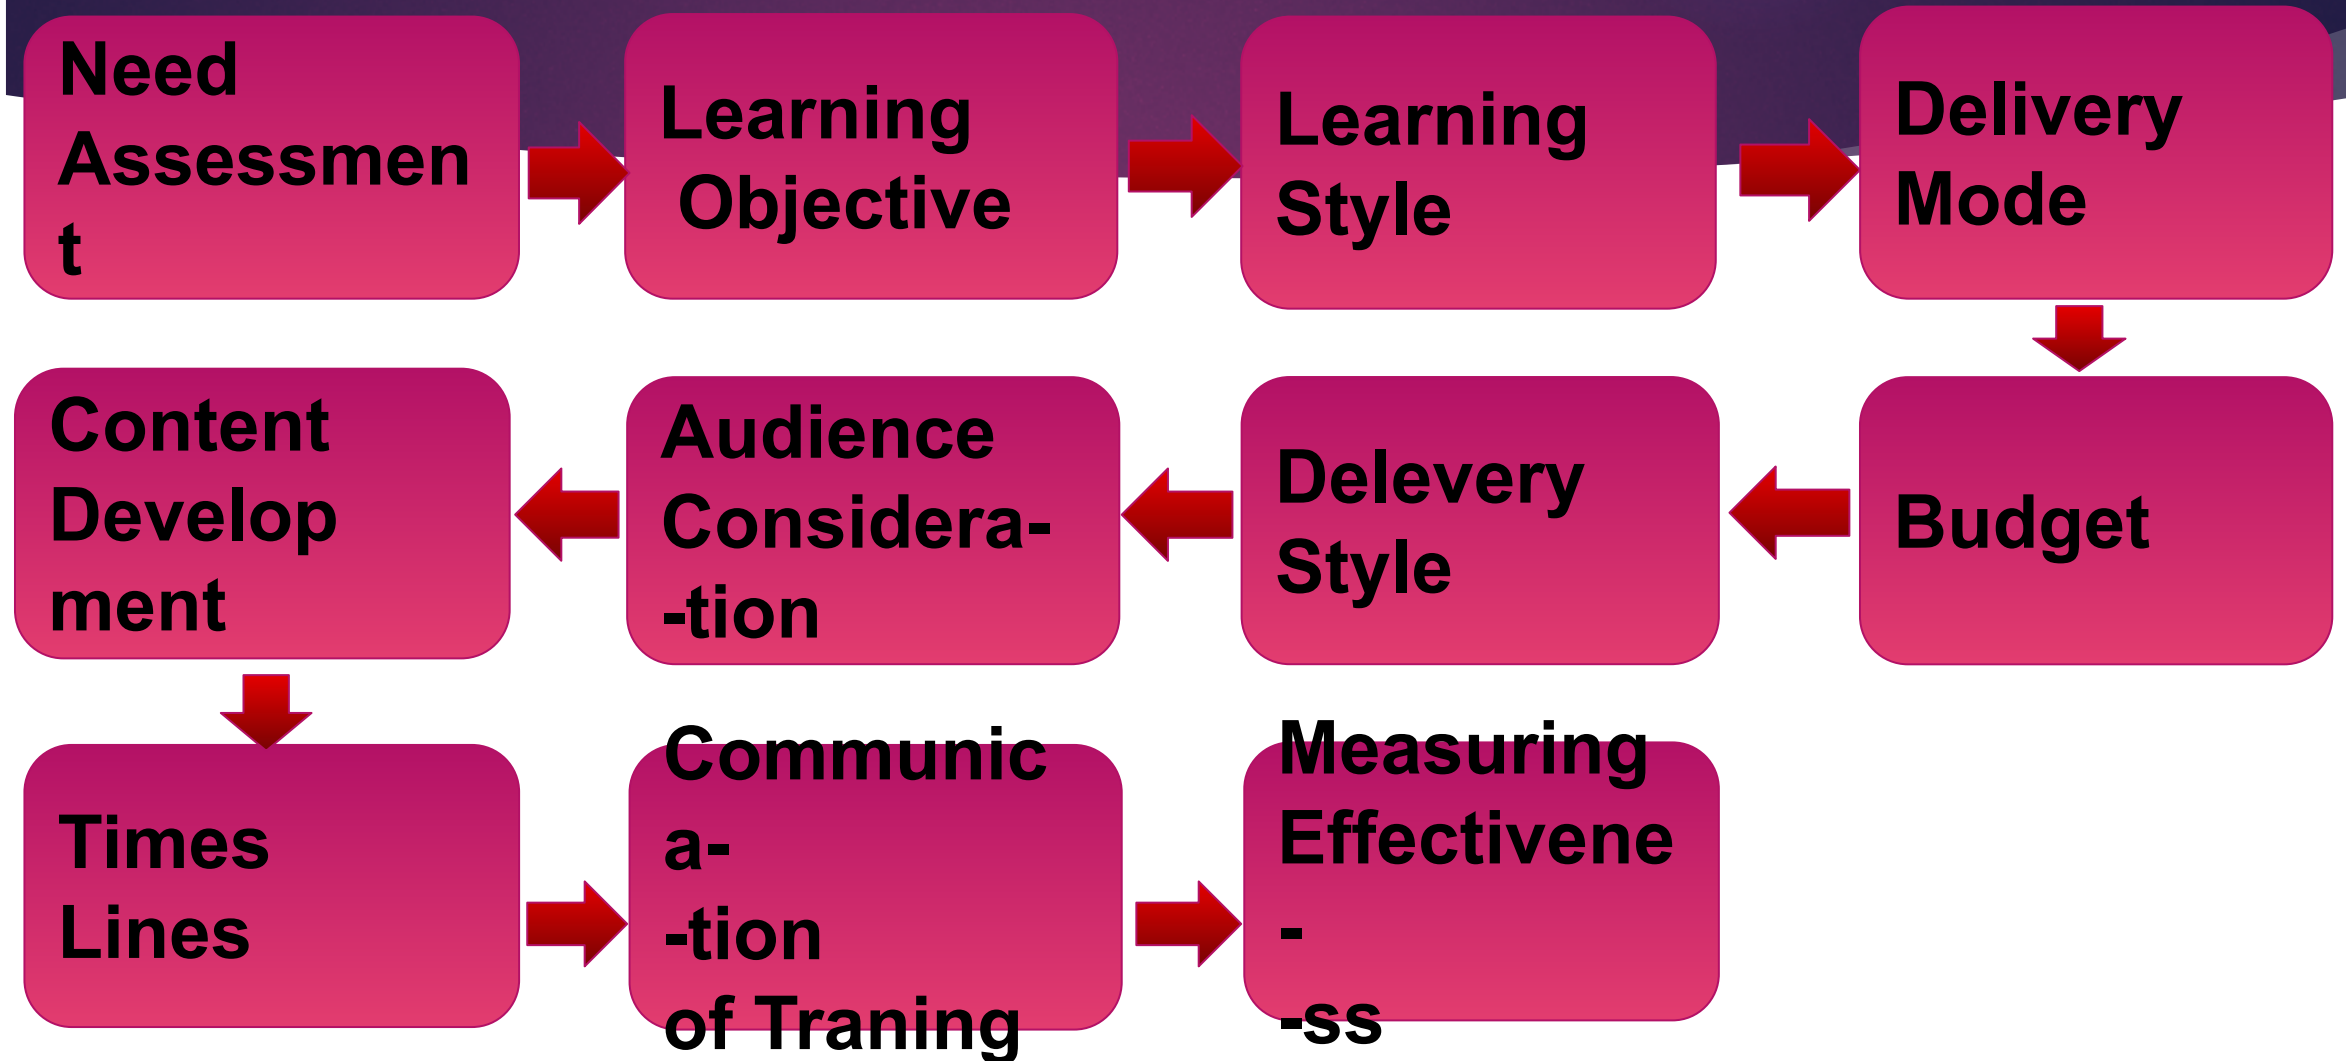 Need
Assessmen
t
Learning
Objective
Learning
Style
Delivery
Mode
Budget
Delevery
Style
Audience
Considera-
-tion
Content
Develop
ment
Times
Lines
Communic
a-
-tion
of Traning
Measuring
Effectivene
-
-ss